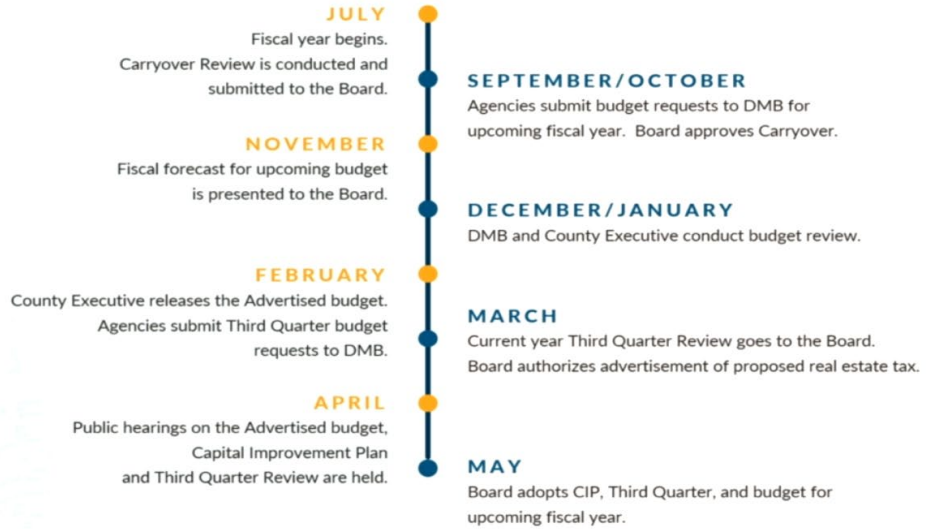 JULY
Fiscal year begins.
Carryover Review is conducted and
submitted to the Board.
SEPTEMBER/OCTOBER
Agencies submit budget requests to DMB for
upcoming fiscal year. Board approves Carryover.
NOVEMBER
Fiscal forecast for upcoming budget
is presented to the Board.
DECEMBER/JANUARY
DMB and County Executive conduct budget review.
FEBRUARY
County Executive releases the Advertised budget.
Agencies submit Third Quarter budget
requests to DMB.
MARCH
Current year Third Quarter Review goes to the Board.
Board authorizes advertisement of proposed real estate tax.
APRIL
Public hearings on the Advertised budget,
Capital Improvement Plan
and Third Quarter Review are held.
MAY
Board adopts CIP, Third Quarter, and budget for
upcoming fiscal year.